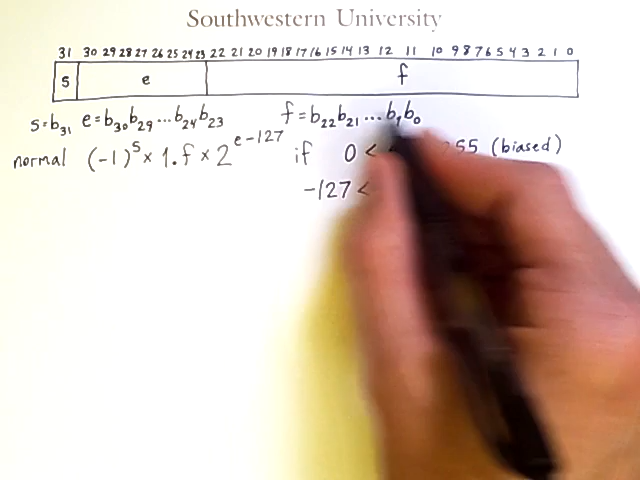 Southwestern University
31 30 29 28 27 26 25 24 23 22 21 20 19 18 17 16 15 14 13 12 11 10 9 8 7 6 5 4 3 2 1 0
s e f
s=b₃₁ e=b₃₀b₂₉...b₂₄b₂₃ f=b₂₂b₂₁...b₁b₀
normal (-1)ˢ × 1.f × 2ᵉ⁻¹²⁷ if 0 < 255 (biased)
-127 <